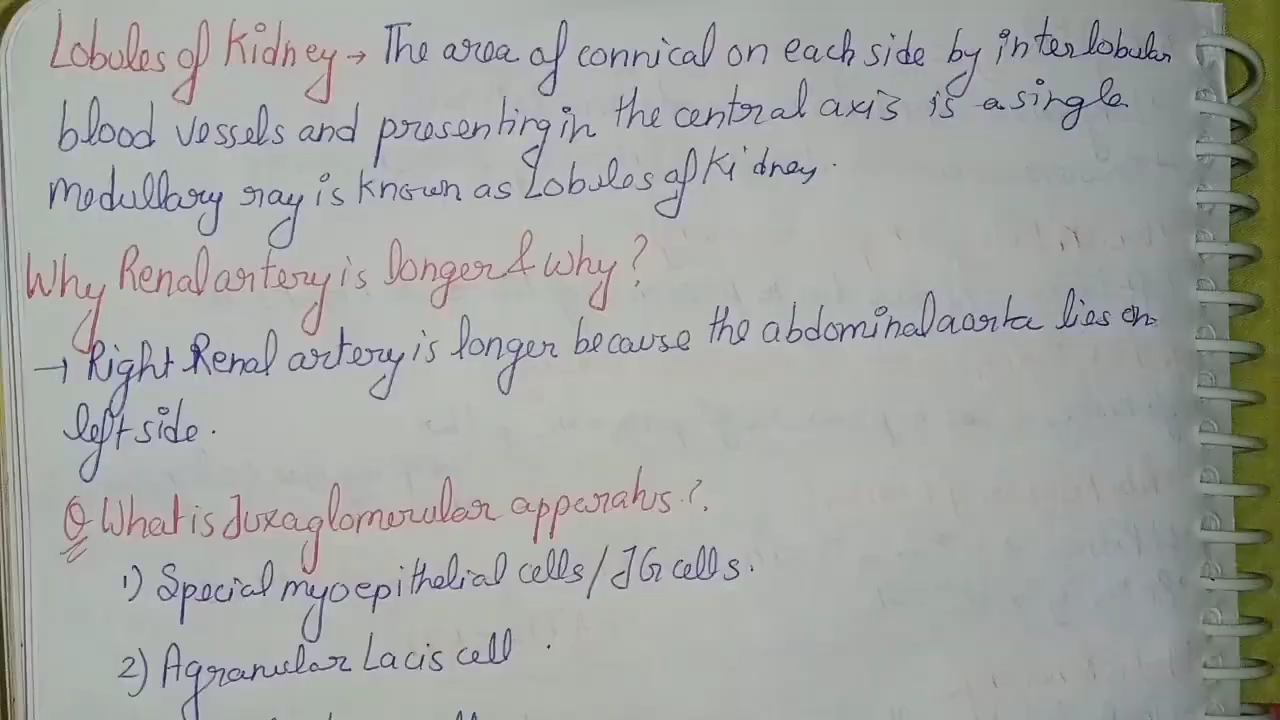 Lobules of Kidney → The area of connical on each side by interlobular
blood vessels and presenting in the central axis is a single
medullary ray is known as Lobules of Kidney.
Why Renal artery is longer & why?
→ Right Renal artery is longer because the abdominal aorta lies on
left side.
Q What is Juxaglomerular apparatus?
1) Special myoepithelial cells/JG cells.
2) Agranular Lacis cell.